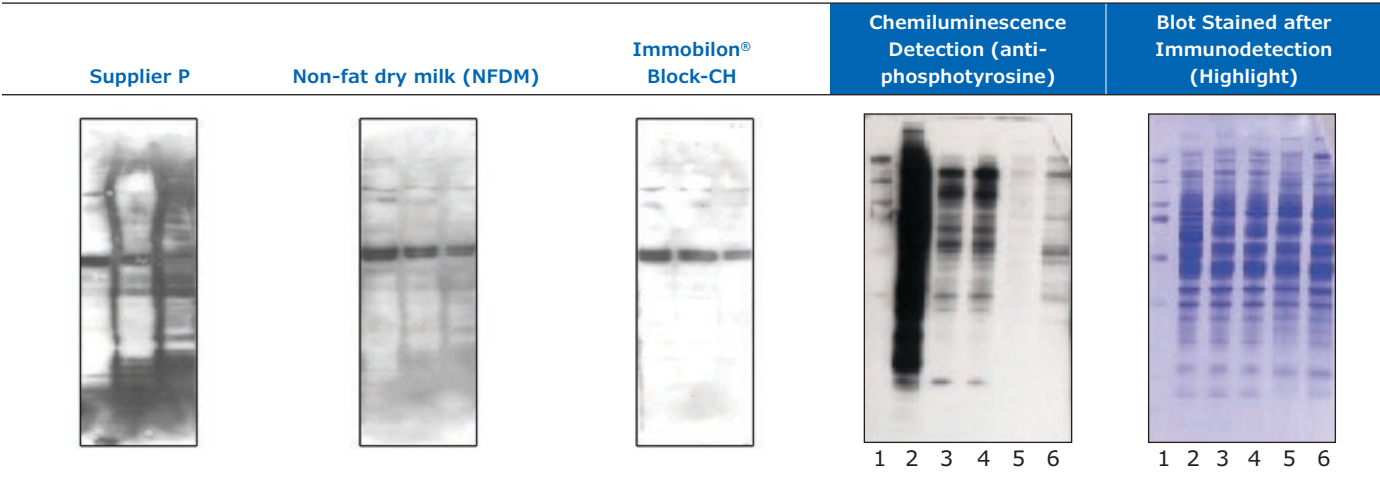 Supplier P
Non-fat dry milk (NFDM)
Immobilon®
Block-CH
Chemiluminescence
Detection (anti-
phosphotyrosine)
Blot Stained after
Immunodetection
(Highlight)
1 2 3 4 5 6
1 2 3 4 5 6